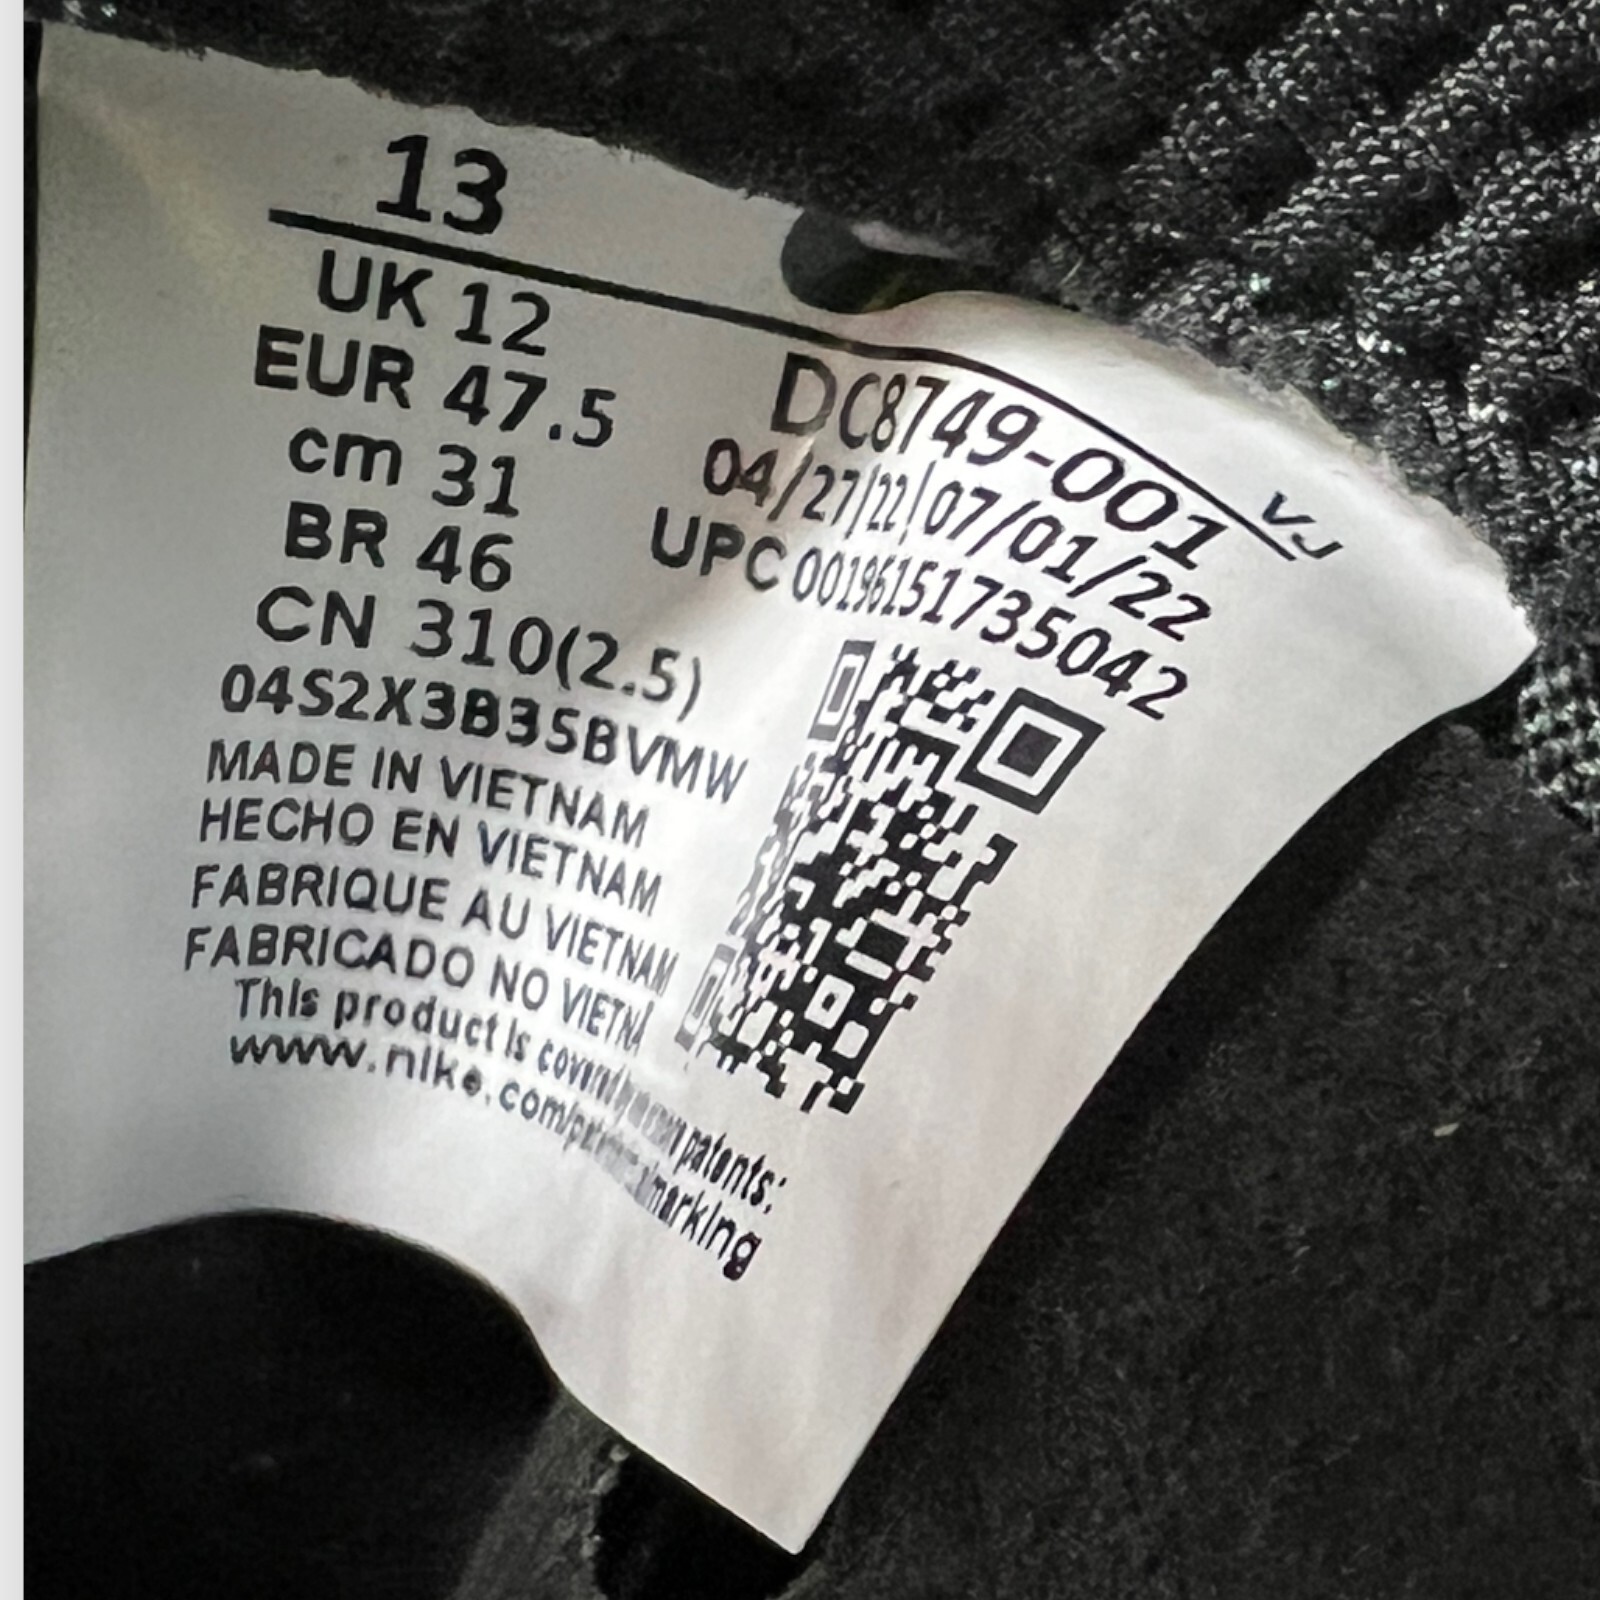 13
UK 12
EUR 47.5
cm 31
BR 46
CN 310(2.5)
04S2X3B35BVMW
MADE IN VIETNAM
HECHO EN VIETNAM
FABRIQUE AU VIETNAM
FABRICADO NO VIETNA
This product is patents:
www.nike.com/ marking
VJ
DC8749-001
04/27/22 07/01/22
UPC 00196151735042